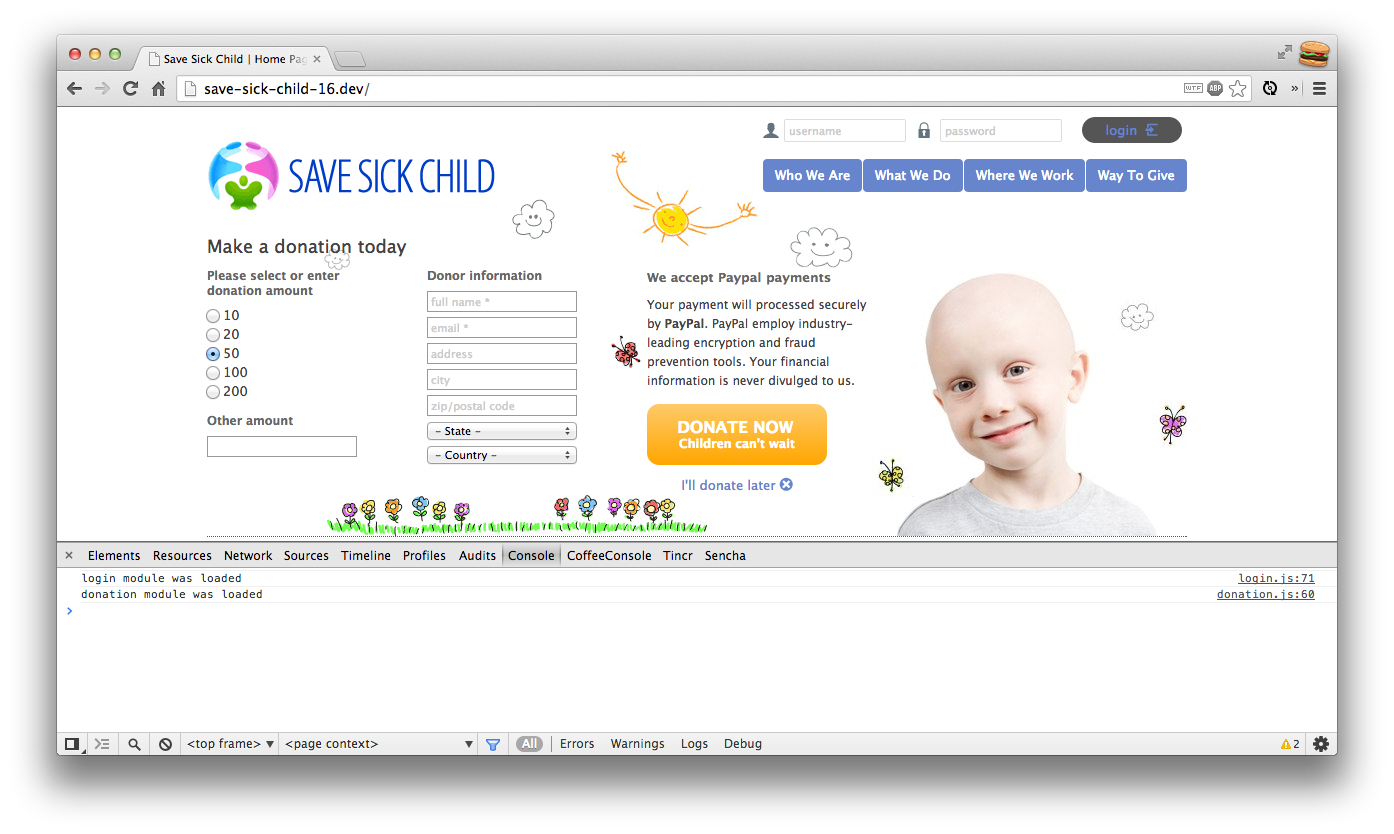 Save Sick Child | Home Pag
save-sick-child-16.dev/
WTF
ABP
»
username
password
login
SAVE SICK CHILD
Who We Are
What We Do
Where We Work
Way To Give
Make a donation today
Please select or enter
donation amount
10
20
50
100
200
Other amount
Donor information
full name *
email *
address
city
zip/postal code
- State -
- Country -
We accept Paypal payments
Your payment will processed securely
by PayPal. PayPal employ industry-
leading encryption and fraud
prevention tools. Your financial
information is never divulged to us.
DONATE NOW
Children can't wait
I'll donate later
Elements Resources Network Sources Timeline Profiles Audits Console CoffeeConsole Tincr Sencha
login module was loaded login.js:71
donation module was loaded donation.js:60
<top frame> <page context> All Errors Warnings Logs Debug 2